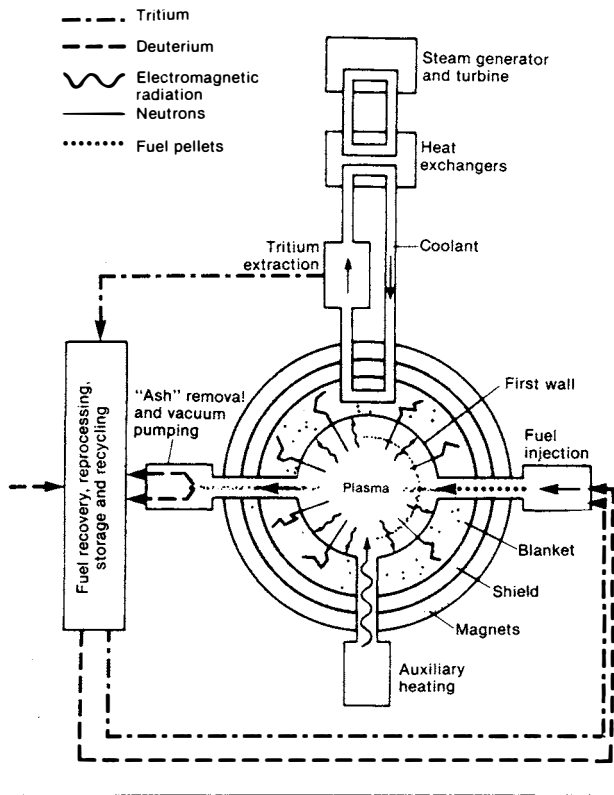 Tritium
Deuterium
Electromagnetic
radiation
Neutrons
Fuel pellets
Steam generator
and turbine
Heat
exchangers
Coolant
Tritium
extraction
"Ash" removal
and vacuum
pumping
First wall
Fuel
injection
Fuel recovery, reprocessing,
storage and recycling
Plasma
Blanket
Shield
Magnets
Auxiliary
heating